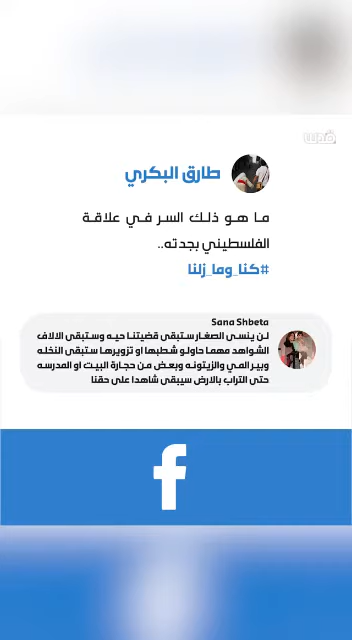 قدس
طارق البكري
ما هو ذلك السر في علاقة
الفلسطيني بجدته..
#كنا_وما_زلنا
Sana Shbeta
لن ينسى الصغار ستبقى قضيتنا حيه وستبقى الالاف
الشواهد مهما حاولو شطبها او تزويرها ستبقى النخله
وبير المي والزيتونه وبعض من حجارة البيت او المدرسه
حتى التراب بالارض سيبقى شاهدا على حقنا